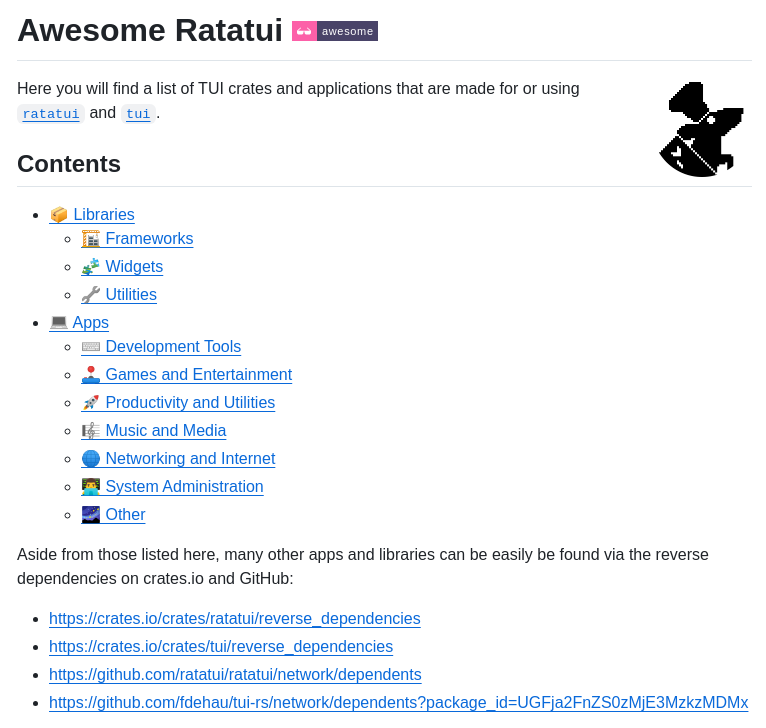 Awesome Ratatui awesome
Here you will find a list of TUI crates and applications that are made for or using
ratatui and tui.
Contents
📦 Libraries
🏗️ Frameworks
🧩 Widgets
🔧 Utilities
💻 Apps
⌨️ Development Tools
🕹️ Games and Entertainment
🚀 Productivity and Utilities
🎼 Music and Media
🌐 Networking and Internet
👨‍💻 System Administration
🌌 Other
Aside from those listed here, many other apps and libraries can be easily be found via the reverse
dependencies on crates.io and GitHub:
https://crates.io/crates/ratatui/reverse_dependencies
https://crates.io/crates/tui/reverse_dependencies
https://github.com/ratatui/ratatui/network/dependents
https://github.com/fdehau/tui-rs/network/dependents?package_id=UGFja2FnZS0zMjE3MzkzMDMx